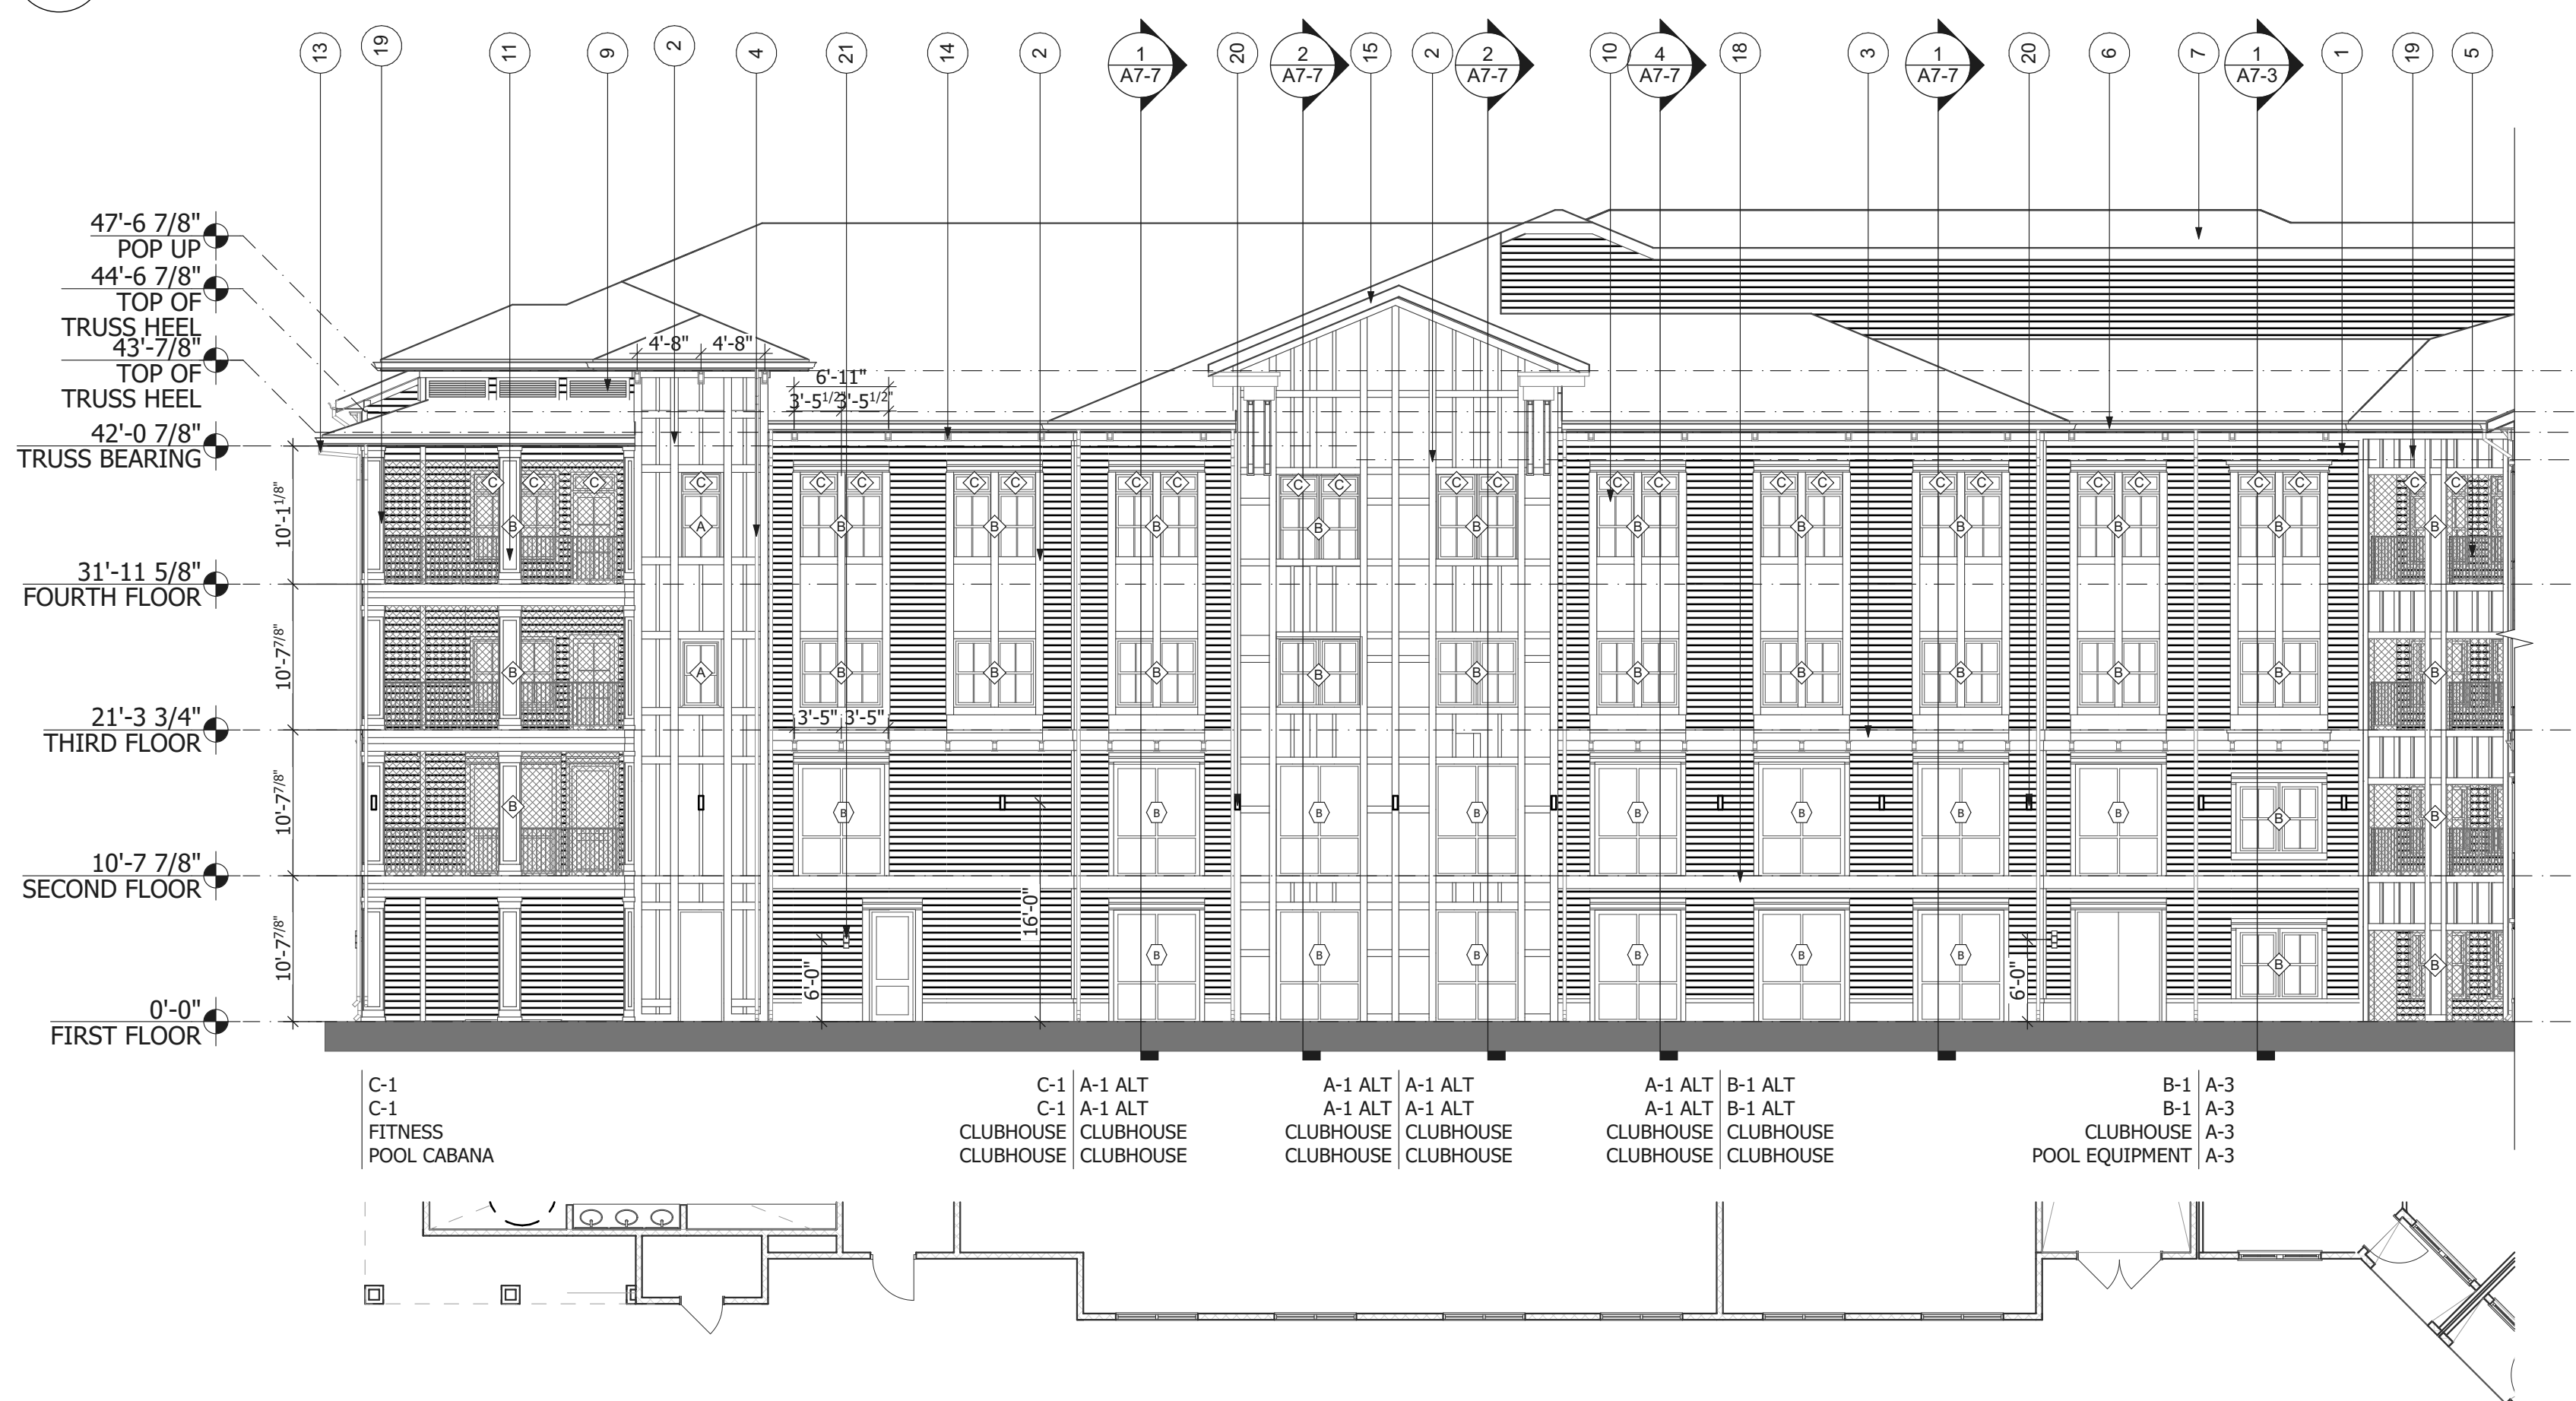 13 19 11 9 2 4 21 14 2 1 A7-7 20 2 A7-7 15 2 2 A7-7 10 4 A7-7 18 3 1 A7-7 20 6 7 1 A7-3 1 19 5
47'-6 7/8"
POP UP
44'-6 7/8"
TOP OF
TRUSS HEEL
43'-7/8"
TOP OF
TRUSS HEEL
42'-0 7/8"
TRUSS BEARING
31'-11 5/8"
FOURTH FLOOR
21'-3 3/4"
THIRD FLOOR
10'-7 7/8"
SECOND FLOOR
0'-0"
FIRST FLOOR
10'-1 1/8"
10'-7 7/8"
10'-7 7/8"
10'-7 7/8"
4'-8" 4'-8"
6'-11"
3'-5 1/2" 3'-5 1/2"
C C C C C C C C C C C C C C C C C C C C C C C C C C
B A B B B B B B B B B B B
B A B B B B B B B B B B B
3'-5" 3'-5"
B B B B B B B B B B B
16'-0"
B B B B B B B B
6'-0" 6'-0"
C-1 C-1 A-1 ALT A-1 ALT A-1 ALT A-1 ALT B-1 ALT B-1 A-3
C-1 C-1 A-1 ALT A-1 ALT A-1 ALT A-1 ALT B-1 ALT B-1 A-3
FITNESS CLUBHOUSE CLUBHOUSE CLUBHOUSE CLUBHOUSE CLUBHOUSE CLUBHOUSE CLUBHOUSE A-3
POOL CABANA CLUBHOUSE CLUBHOUSE CLUBHOUSE CLUBHOUSE CLUBHOUSE CLUBHOUSE POOL EQUIPMENT A-3